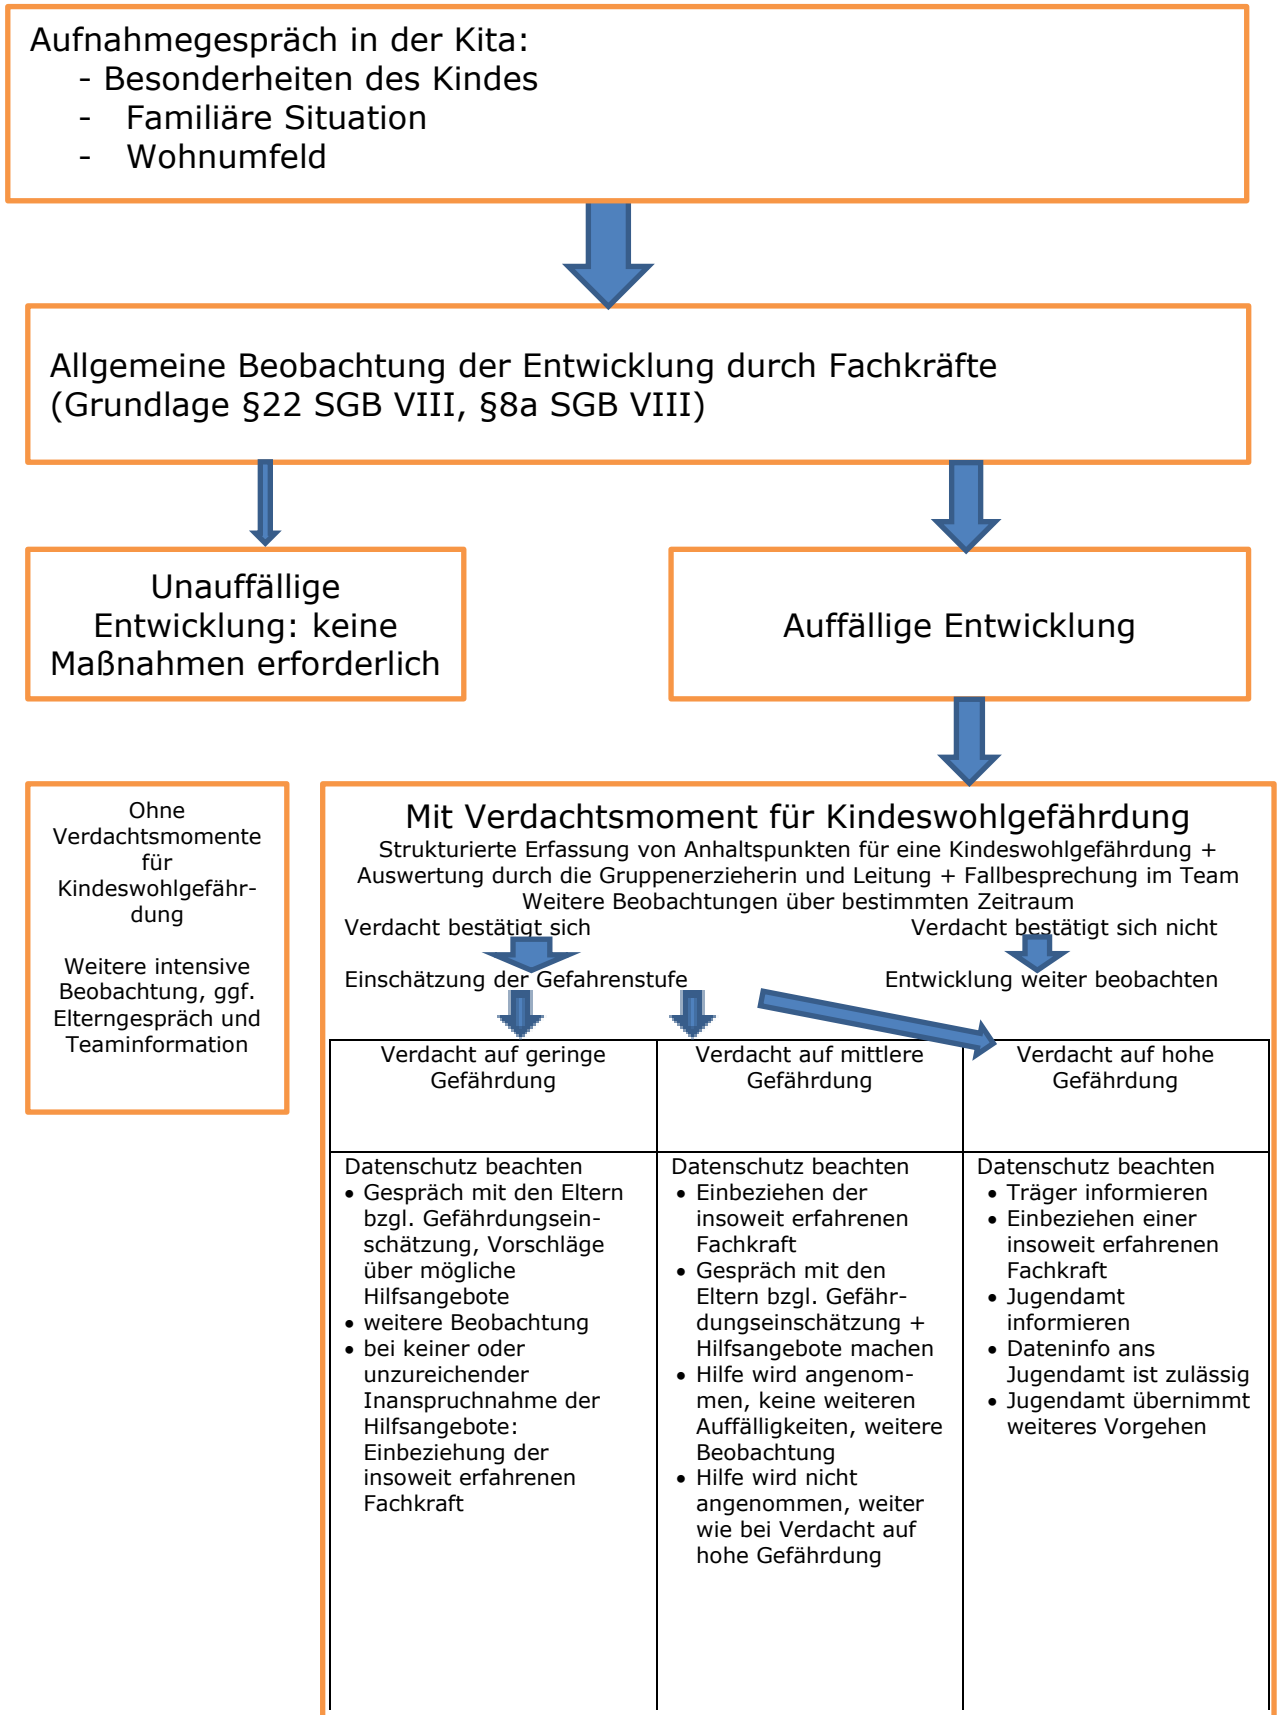 Aufnahmegespräch in der Kita:
- Besonderheiten des Kindes
- Familiäre Situation
- Wohnumfeld
Allgemeine Beobachtung der Entwicklung durch Fachkräfte
(Grundlage §22 SGB VIII, §8a SGB VIII)
Unauffällige
Entwicklung: keine
Maßnahmen erforderlich
Auffällige Entwicklung
Ohne
Verdachtsmomente
für
Kindeswohlgefähr-
dung
Weitere intensive
Beobachtung, ggf.
Elterngespräch und
Teaminformation
Mit Verdachtsmoment für Kindeswohlgefährdung
Strukturierte Erfassung von Anhaltspunkten für eine Kindeswohlgefährdung +
Auswertung durch die Gruppenerzieherin und Leitung + Fallbesprechung im Team
Weitere Beobachtungen über bestimmten Zeitraum
Verdacht bestätigt sich
Verdacht bestätigt sich nicht
Einschätzung der Gefahrenstufe
Entwicklung weiter beobachten
Verdacht auf geringe
Gefährdung
Verdacht auf mittlere
Gefährdung
Verdacht auf hohe
Gefährdung
Datenschutz beachten
• Gespräch mit den Eltern
bzgl. Gefährdungsein-
schätzung, Vorschläge
über mögliche
Hilfsangebote
• weitere Beobachtung
• bei keiner oder
unzureichender
Inanspruchnahme der
Hilfsangebote:
Einbeziehung der
insoweit erfahrenen
Fachkraft
Datenschutz beachten
• Einbeziehen der
insoweit erfahrenen
Fachkraft
• Gespräch mit den
Eltern bzgl. Gefähr-
dungseinschätzung +
Hilfsangebote machen
• Hilfe wird angenom-
men, keine weiteren
Auffälligkeiten, weitere
Beobachtung
• Hilfe wird nicht
angenommen, weiter
wie bei Verdacht auf
hohe Gefährdung
Datenschutz beachten
• Träger informieren
• Einbeziehen einer
insoweit erfahrenen
Fachkraft
• Jugendamt
informieren
• Dateninfo ans
Jugendamt ist zulässig
• Jugendamt übernimmt
weiteres Vorgehen